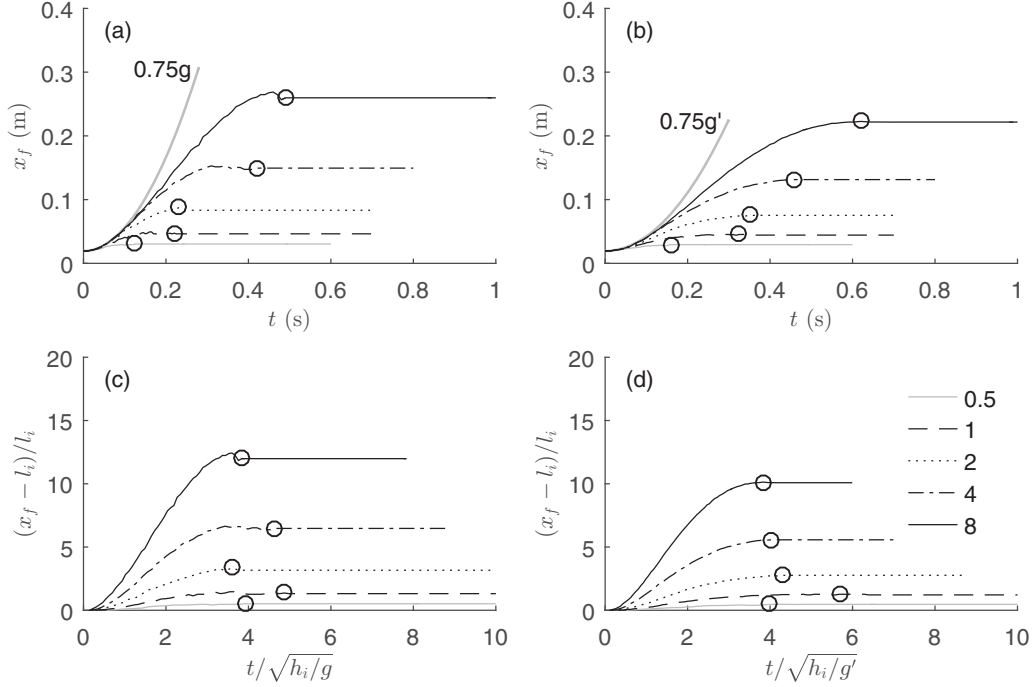 0.4
0.3
0.2
0.1
0
x_f (m)
(a)
0.75g
0 0.2 0.4 0.6 0.8 1
t (s)
0.4
0.3
0.2
0.1
0
x_f (m)
(b)
0.75g'
0 0.2 0.4 0.6 0.8 1
t (s)
20
15
10
5
0
(x_f − l_i)/l_i
(c)
0 2 4 6 8 10
t/√(h_i/g)
20
15
10
5
0
(x_f − l_i)/l_i
(d)
0.5
1
2
4
8
0 2 4 6 8 10
t/√(h_i/g′)